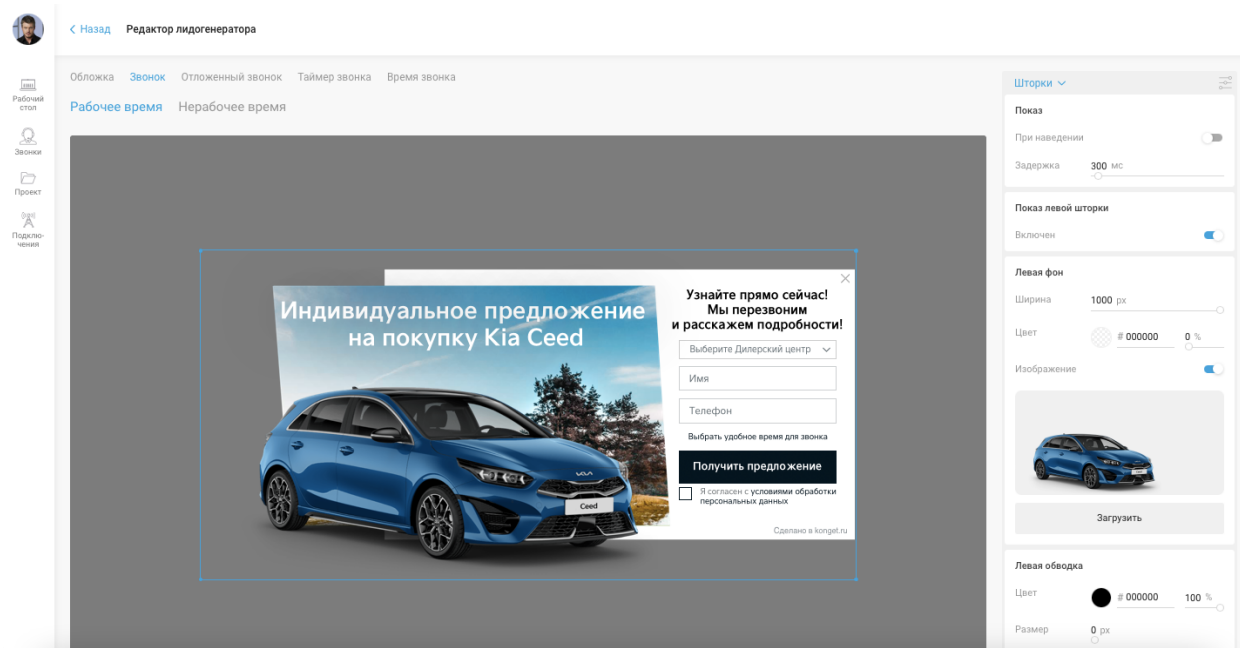 Назад
Редактор лидогенератора
Рабочий
стол
Звонки
Проект
Подклю-
чения
Обложка Звонок Отложенный звонок Таймер звонка Время звонка
Рабочее время Нерабочее время
Индивидуальное предложение
на покупку Kia Ceed
KIA
Ceed
Узнайте прямо сейчас!
Мы перезвоним
и расскажем подробности!
Выберите Дилерский центр
Имя
Телефон
Выбрать удобное время для звонка
Получить предложение
Я согласен с условиями обработки
персональных данных
Сделано в konget.ru
Шторки
Показ
При наведении
Задержка 300 мс
Показ левой шторки
Включен
Левая фон
Ширина 1000 px
Цвет # 000000 0 %
Изображение
Загрузить
Левая обводка
Цвет # 000000 100 %
Размер 0 px